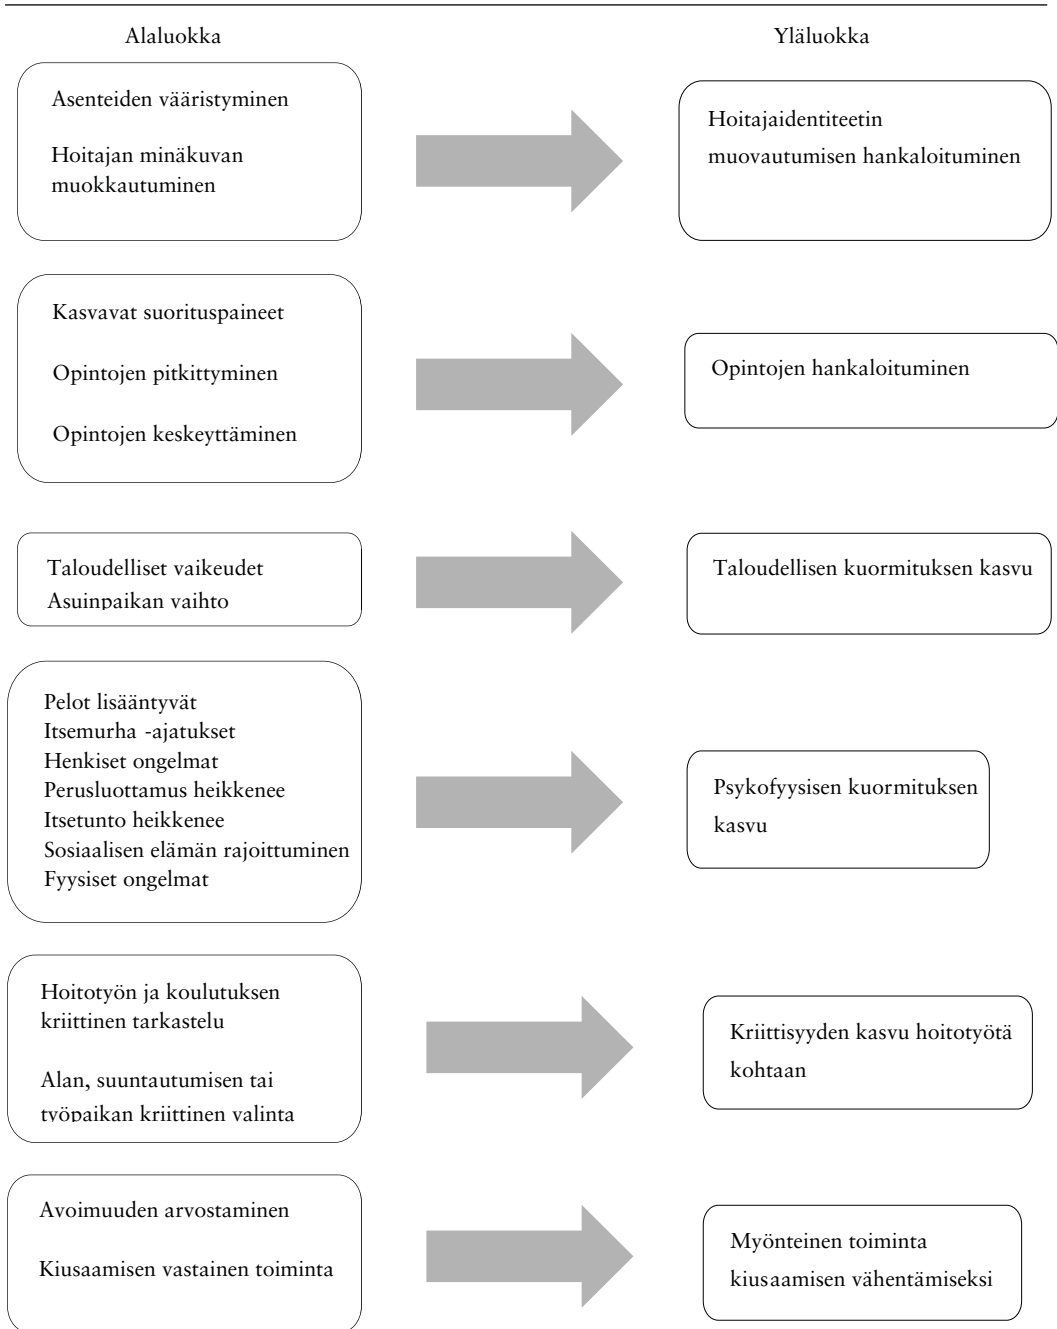 Alaluokka
Yläluokka
Asenteiden vääristyminen
Hoitajan minäkuvan
muokkautuminen
Hoitajaidentiteetin
muovautumisen hankaloituminen
Kasvavat suorituspaineet
Opintojen pitkittyminen
Opintojen keskeyttäminen
Opintojen hankaloituminen
Taloudelliset vaikeudet
Asuinpaikan vaihto
Taloudellisen kuormituksen kasvu
Pelot lisääntyvät
Itsemurha -ajatukset
Henkiset ongelmat
Perusluottamus heikkenee
Itsetunto heikkenee
Sosiaalisen elämän rajoittuminen
Fyysiset ongelmat
Psykofyysisen kuormituksen
kasvu
Hoitotyön ja koulutuksen
kriittinen tarkastelu
Alan, suuntautumisen tai
työpaikan kriittinen valinta
Kriittisyyden kasvu hoitotyötä
kohtaan
Avoimuuden arvostaminen
Kiusaamisen vastainen toiminta
Myönteinen toiminta
kiusaamisen vähentämiseksi